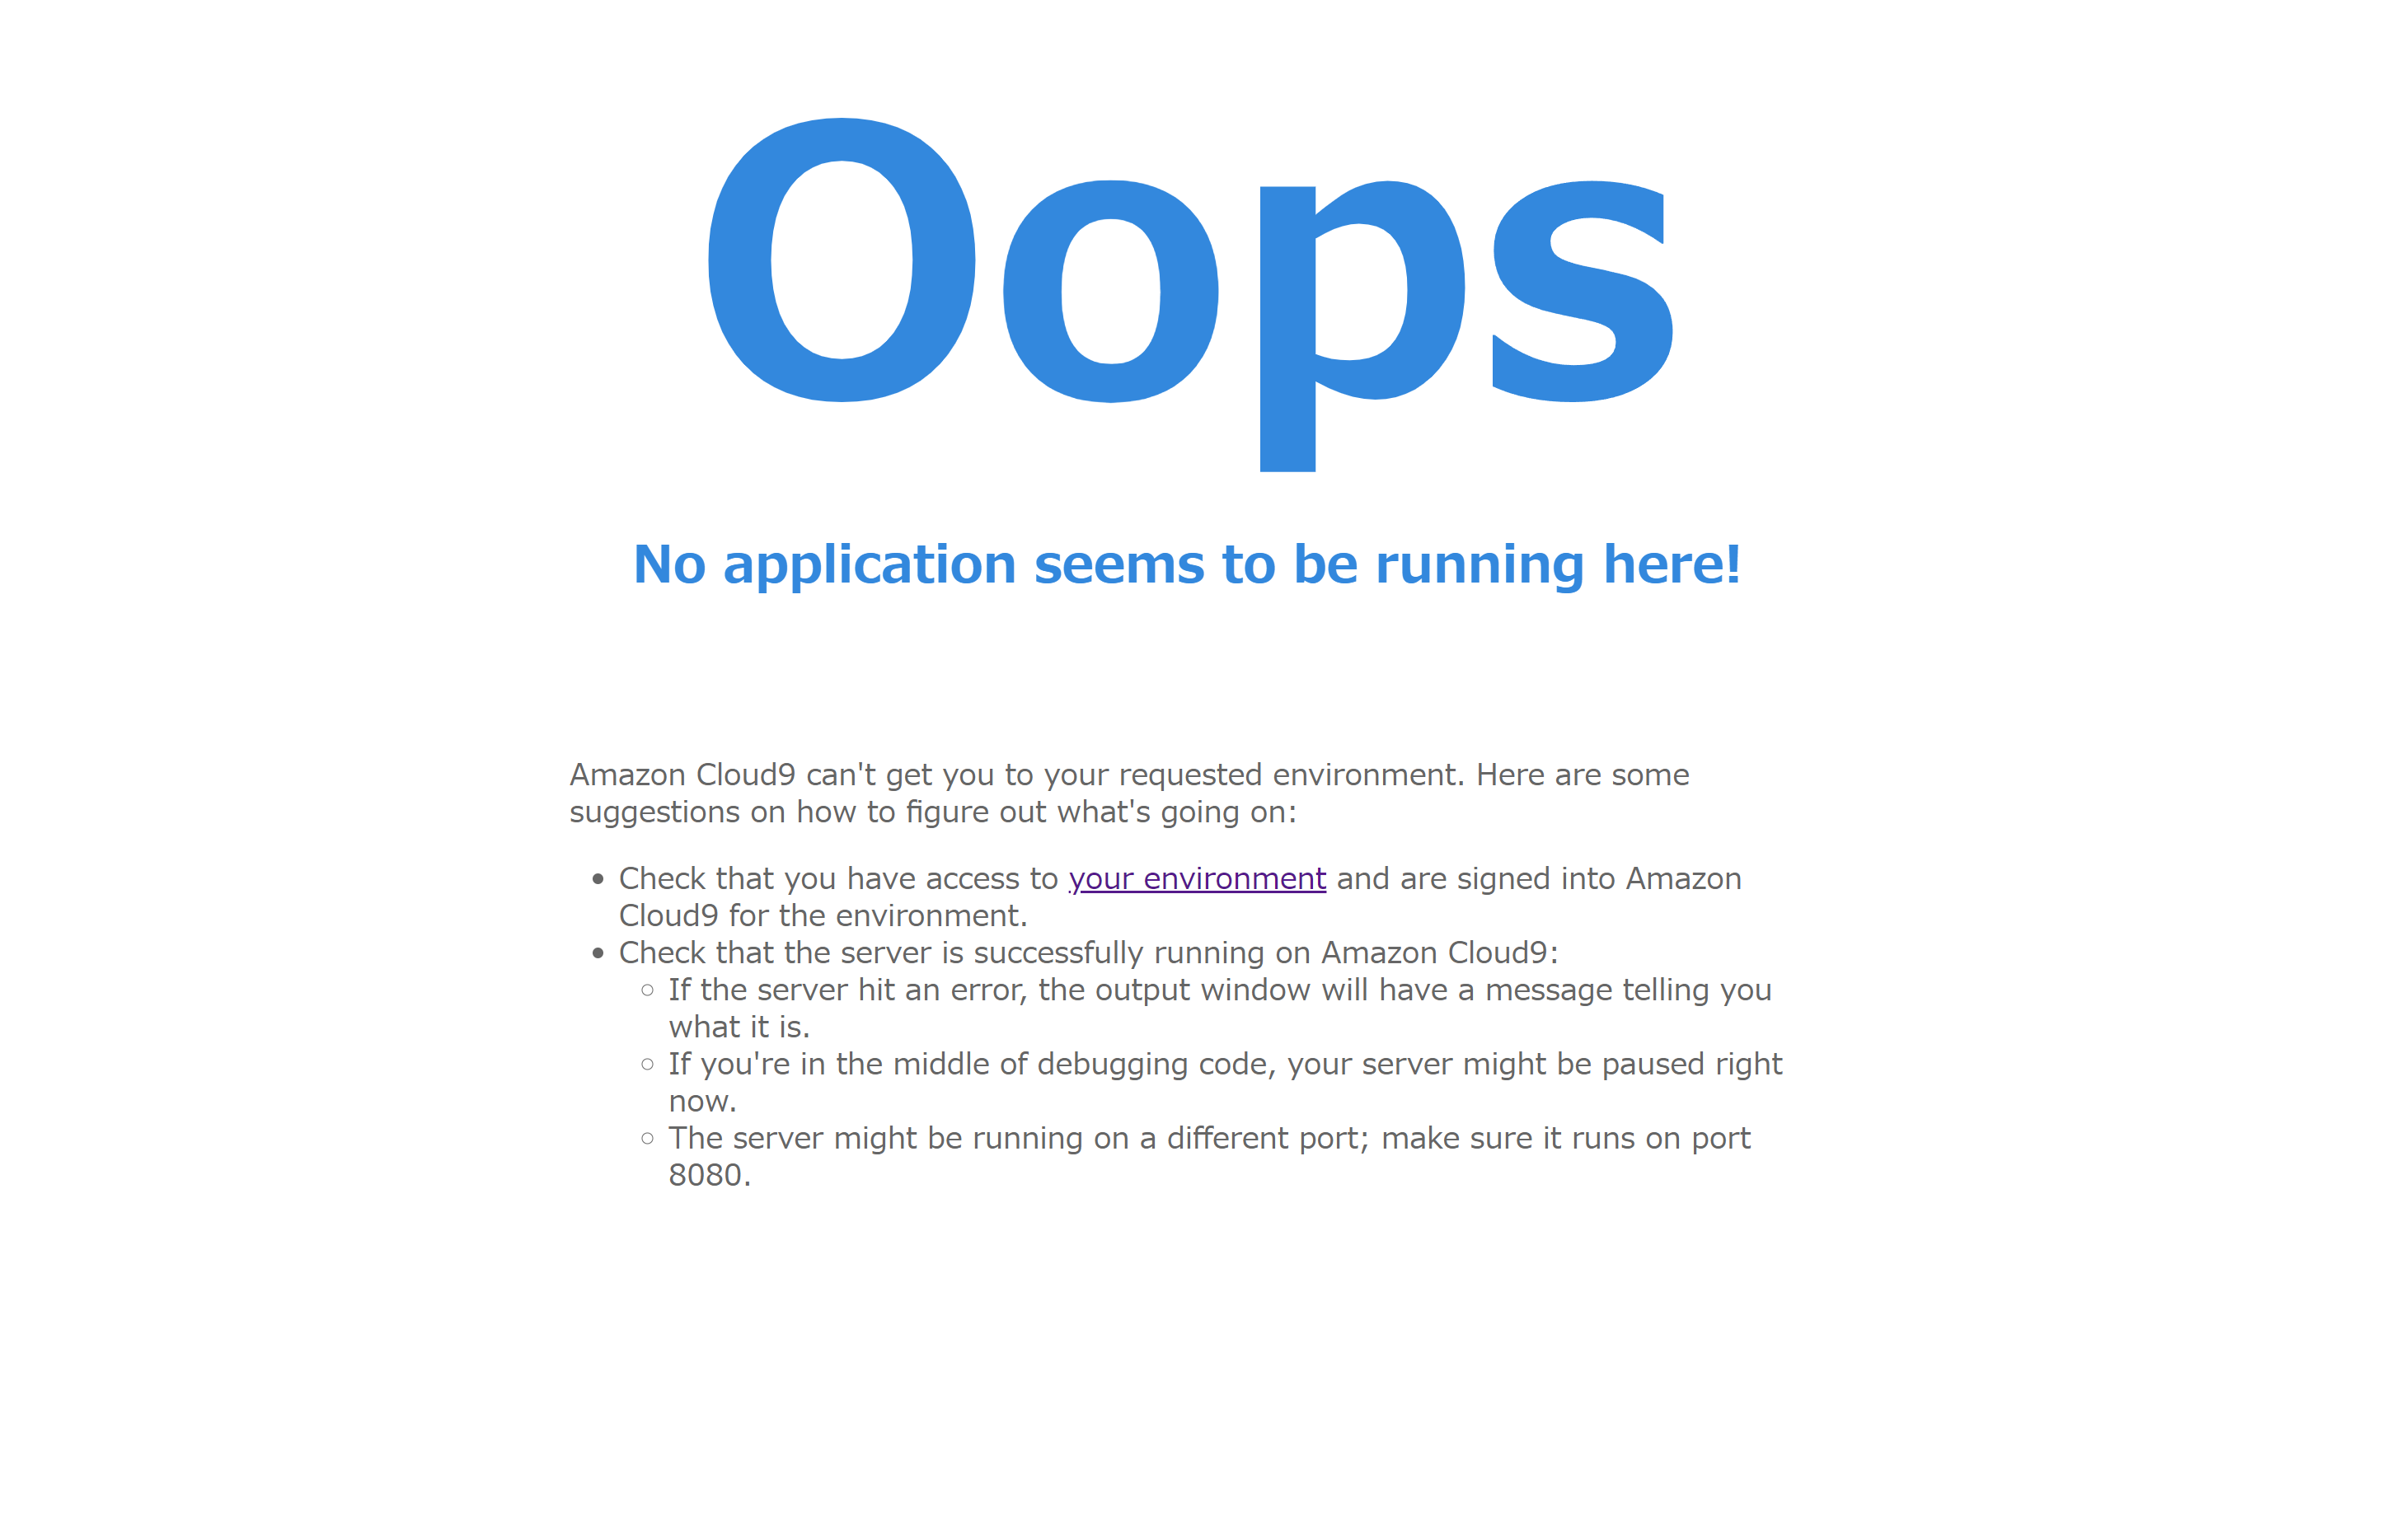 Oops
No application seems to be running here!
Amazon Cloud9 can't get you to your requested environment. Here are some
suggestions on how to figure out what's going on:
Check that you have access to your environment and are signed into Amazon
Cloud9 for the environment.
Check that the server is successfully running on Amazon Cloud9:
If the server hit an error, the output window will have a message telling you
what it is.
If you're in the middle of debugging code, your server might be paused right
now.
The server might be running on a different port; make sure it runs on port
8080.